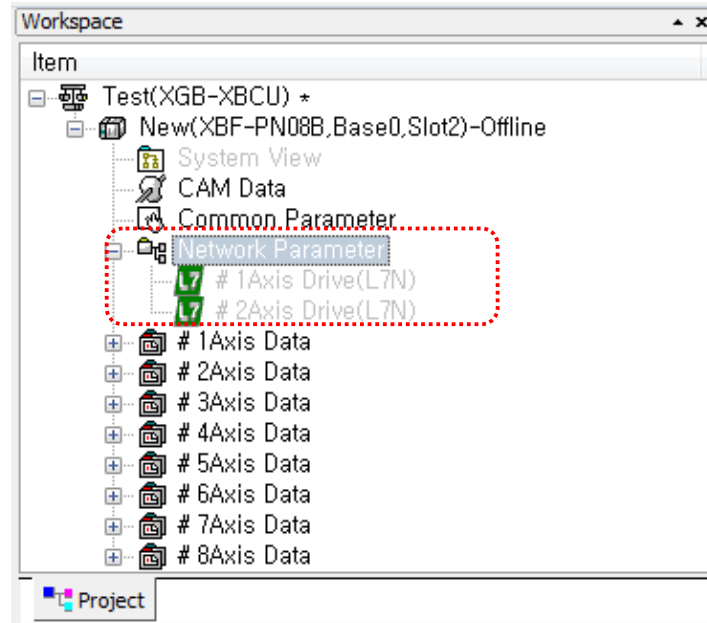 Workspace
Item
Test(XGB-XBCU) *
New(XBF-PN08B,Base0,Slot2)-Offline
System View
CAM Data
Common Parameter
Network Parameter
L7 # 1Axis Drive(L7N)
L7 # 2Axis Drive(L7N)
# 1Axis Data
# 2Axis Data
# 3Axis Data
# 4Axis Data
# 5Axis Data
# 6Axis Data
# 7Axis Data
# 8Axis Data
Project